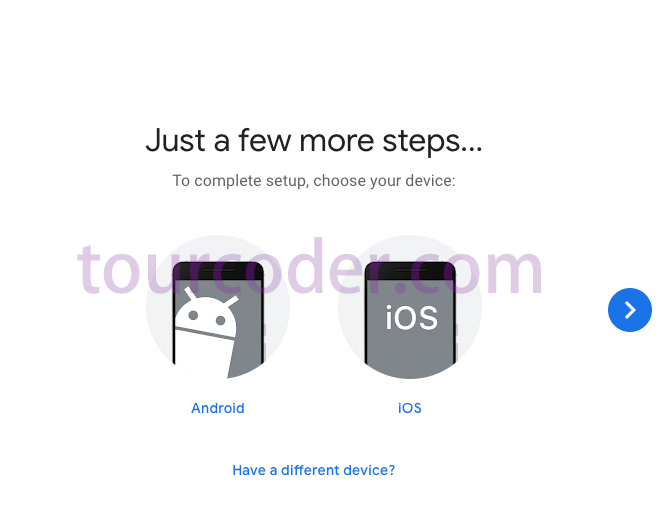 Just a few more steps...
To complete setup, choose your device:
tourcoder.com
iOS
Android
iOS
Have a different device?